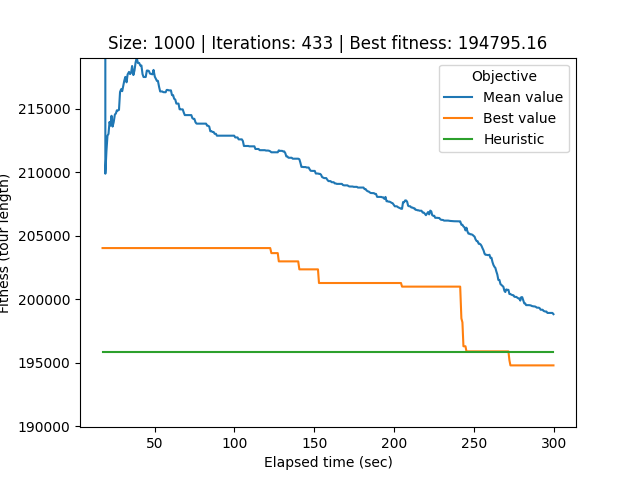 Size: 1000 | Iterations: 433 | Best fitness: 194795.16
Objective
Mean value
Best value
Heuristic
215000
210000
205000
200000
195000
190000
Fitness (tour length)
50
100
150
200
250
300
Elapsed time (sec)